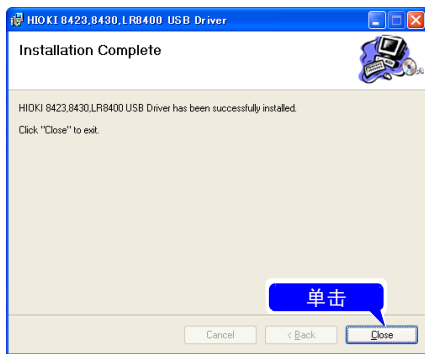 HIOKI 8423,8430,LR8400 USB Driver
Installation Complete
HIOKI 8423,8430,LR8400 USB Driver has been successfully installed.
Click "Close" to exit.
单击
Cancel
< Back
Close